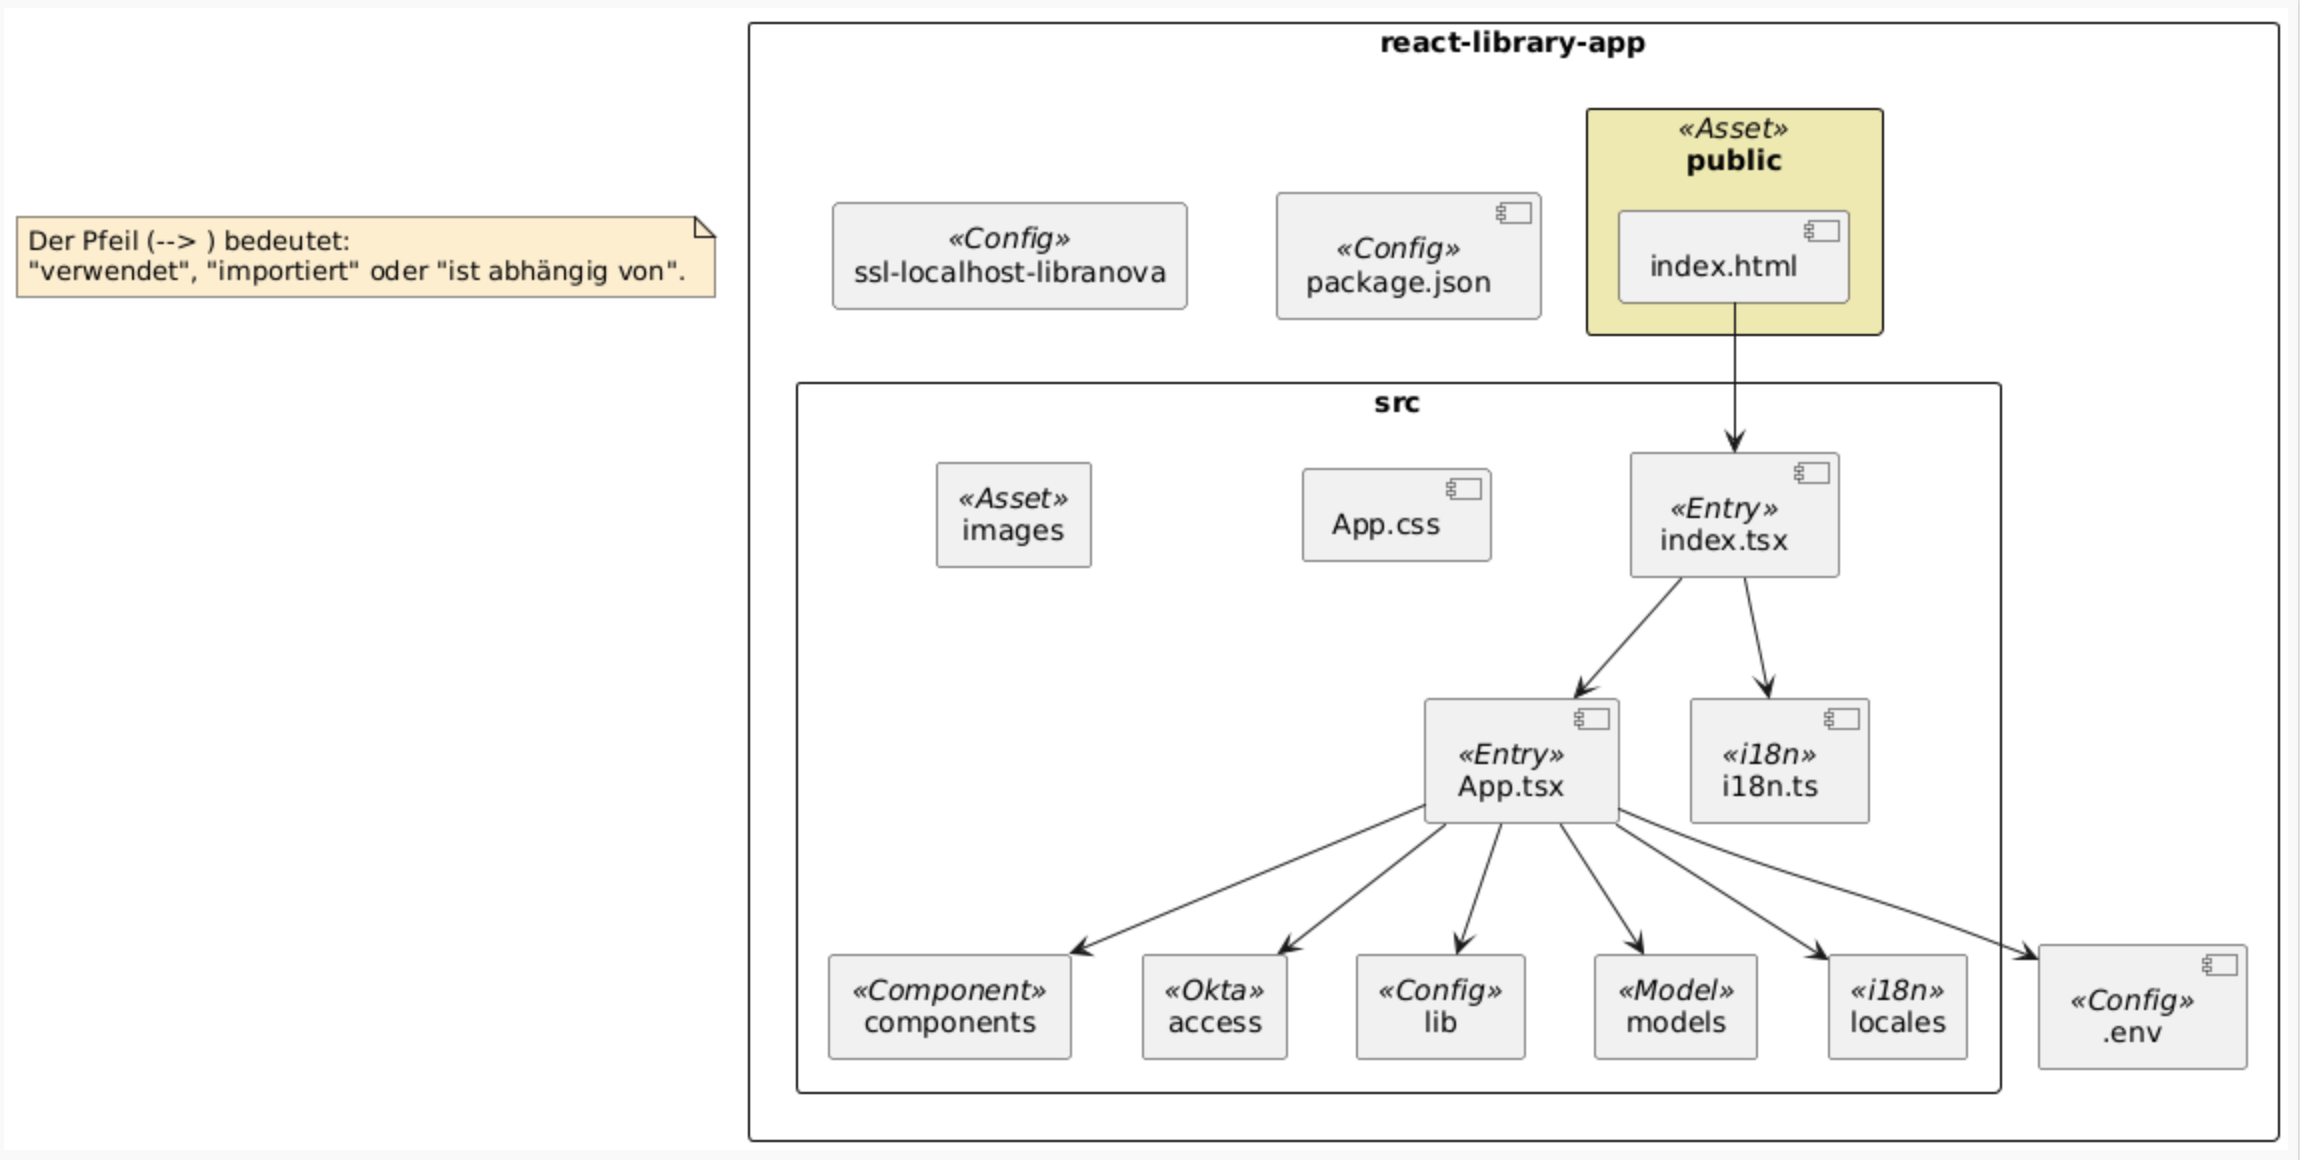 react-library-app
«Asset»
public
Der Pfeil (--> ) bedeutet:
"verwendet", "importiert" oder "ist abhängig von".
«Config»
ssl-localhost-libranova
«Config»
package.json
index.html
src
«Asset»
images
App.css
«Entry»
index.tsx
«Entry»
App.tsx
«i18n»
i18n.ts
«Component»
components
«Okta»
access
«Config»
lib
«Model»
models
«i18n»
locales
«Config»
.env